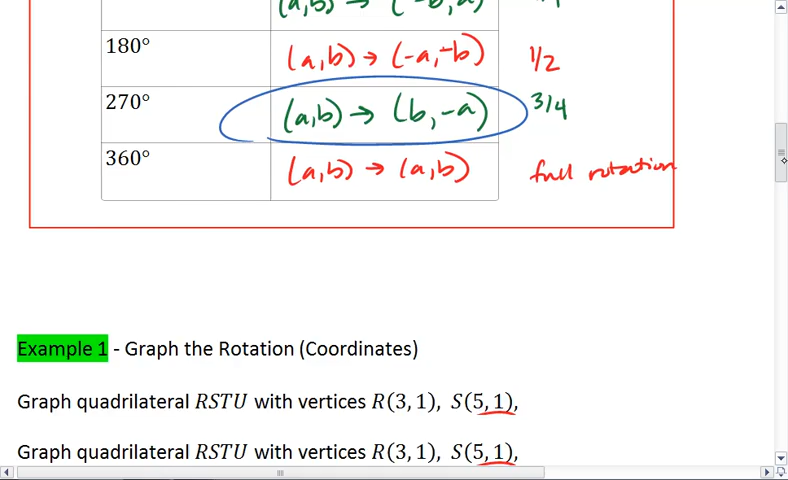 (a,b) → (-b,a)
180° (a,b) → (-a,-b) 1/2
270° (a,b) → (b,-a) 3/4
360° (a,b) → (a,b) full rotation
Example 1 - Graph the Rotation (Coordinates)
Graph quadrilateral RSTU with vertices R(3, 1), S(5, 1),
Graph quadrilateral RSTU with vertices R(3, 1), S(5, 1),